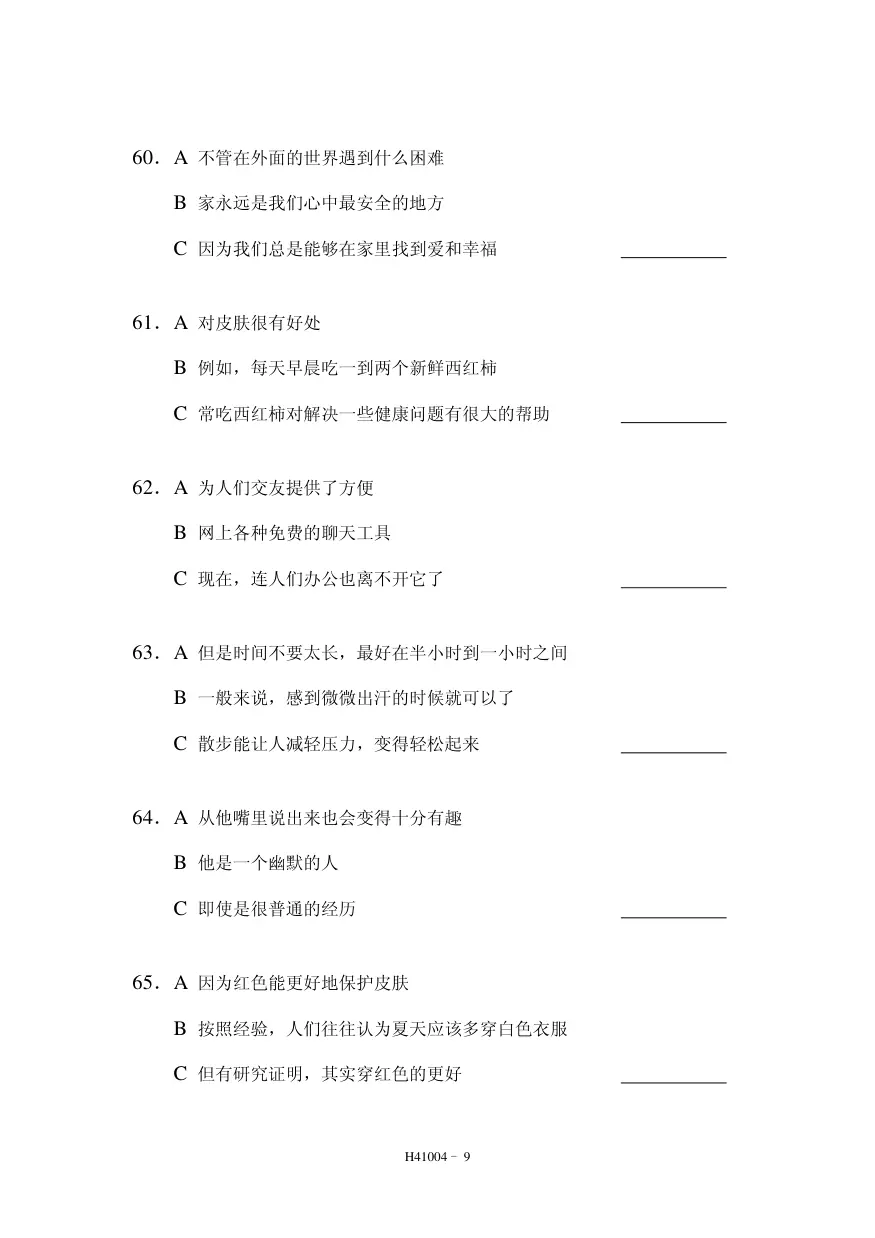 60. A 不管在外面的世界遇到什么困难
B 家永远是我们心中最安全的地方
C 因为我们总是能够在家里找到爱和幸福
61. A 对皮肤很有好处
B 例如，每天早晨吃一到两个新鲜西红柿
C 常吃西红柿对解决一些健康问题有很大的帮助
62. A 为人们交友提供了方便
B 网上各种免费的聊天工具
C 现在，连人们办公也离不开它了
63. A 但是时间不要太长，最好在半小时到一小时之间
B 一般来说，感到微微出汗的时候就可以了
C 散步能让人减轻压力，变得轻松起来
64. A 从他嘴里说出来也会变得十分有趣
B 他是一个幽默的人
C 即使是很普通的经历
65. A 因为红色能更好地保护皮肤
B 按照经验，人们往往认为夏天应该多穿白色衣服
C 但有研究证明，其实穿红色的更好
H41004 - 9